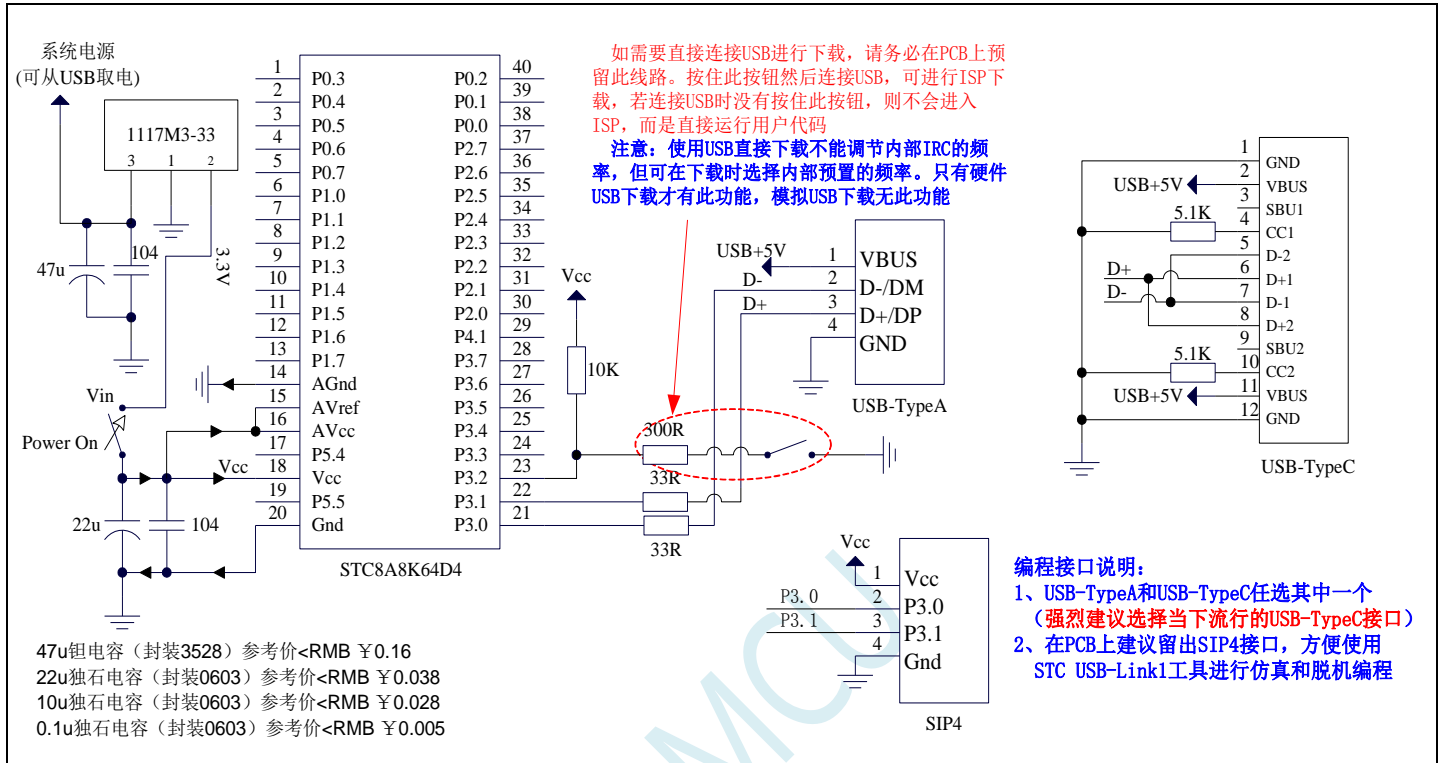 系统电源
(可从USB取电)
1117M3-33
3 1 2
47u
104
3.3V
Vin
Power On
Vcc
22u
104
1 P0.3
2 P0.4
3 P0.5
4 P0.6
5 P0.7
6 P1.0
7 P1.1
8 P1.2
9 P1.3
10 P1.4
11 P1.5
12 P1.6
13 P1.7
14 AGnd
15 AVref
16 AVcc
17 P5.4
18 Vcc
19 P5.5
20 Gnd
P0.2 40
P0.1 39
P0.0 38
P2.7 37
P2.6 36
P2.5 35
P2.4 34
P2.3 33
P2.2 32
P2.1 31
P2.0 30
P4.1 29
P3.7 28
P3.6 27
P3.5 26
P3.4 25
P3.3 24
P3.2 23
P3.1 22
P3.0 21
STC8A8K64D4
如需要直接连接USB进行下载，请务必在PCB上预
留此线路。按住此按钮然后连接USB，可进行ISP下
载，若连接USB时没有按住此按钮，则不会进入
ISP，而是直接运行用户代码
注意：使用USB直接下载不能调节内部IRC的频
率，但可在下载时选择内部预置的频率。只有硬件
USB下载才有此功能，模拟USB下载无此功能
Vcc
10K
300R
33R
33R
USB+5V
D-
D+
1 VBUS
2 D-/DM
3 D+/DP
4 GND
USB-TypeA
1 GND
2 VBUS
3 SBU1
4 CC1
5 D-2
6 D+1
7 D-1
8 D+2
9 SBU2
10 CC2
11 VBUS
12 GND
USB+5V
5.1K
D+
D-
5.1K
USB+5V
USB-TypeC
Vcc
P3.0
P3.1
1 Vcc
2 P3.0
3 P3.1
4 Gnd
SIP4
编程接口说明：
1、USB-TypeA和USB-TypeC任选其中一个
（强烈建议选择当下流行的USB-TypeC接口）
2、在PCB上建议留出SIP4接口，方便使用
STC USB-Link1工具进行仿真和脱机编程
47u钽电容（封装3528）参考价<RMB ￥0.16
22u独石电容（封装0603）参考价<RMB ￥0.038
10u独石电容（封装0603）参考价<RMB ￥0.028
0.1u独石电容（封装0603）参考价<RMB ￥0.005
MCU